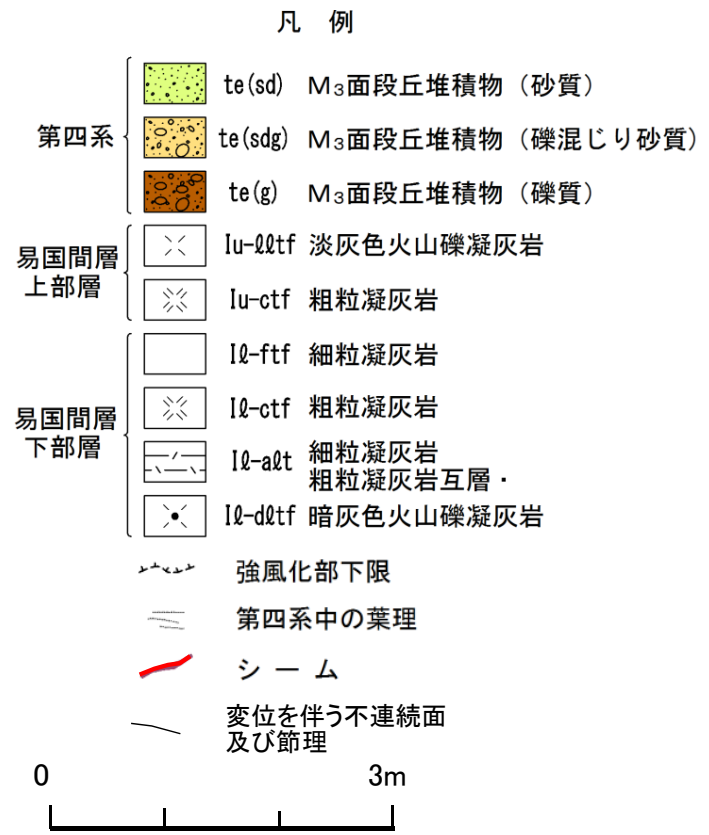 凡 例
第四系
te(sd) M₃面段丘堆積物（砂質）
te(sdg) M₃面段丘堆積物（礫混じり砂質）
te(g) M₃面段丘堆積物（礫質）
易国間層
上部層
Iu-ℓℓtf 淡灰色火山礫凝灰岩
Iu-ctf 粗粒凝灰岩
易国間層
下部層
Iℓ-ftf 細粒凝灰岩
Iℓ-ctf 粗粒凝灰岩
Iℓ-aℓt 細粒凝灰岩
粗粒凝灰岩互層・
Iℓ-dℓtf 暗灰色火山礫凝灰岩
強風化部下限
第四系中の葉理
シーム
変位を伴う不連続面
及び節理
0 3m